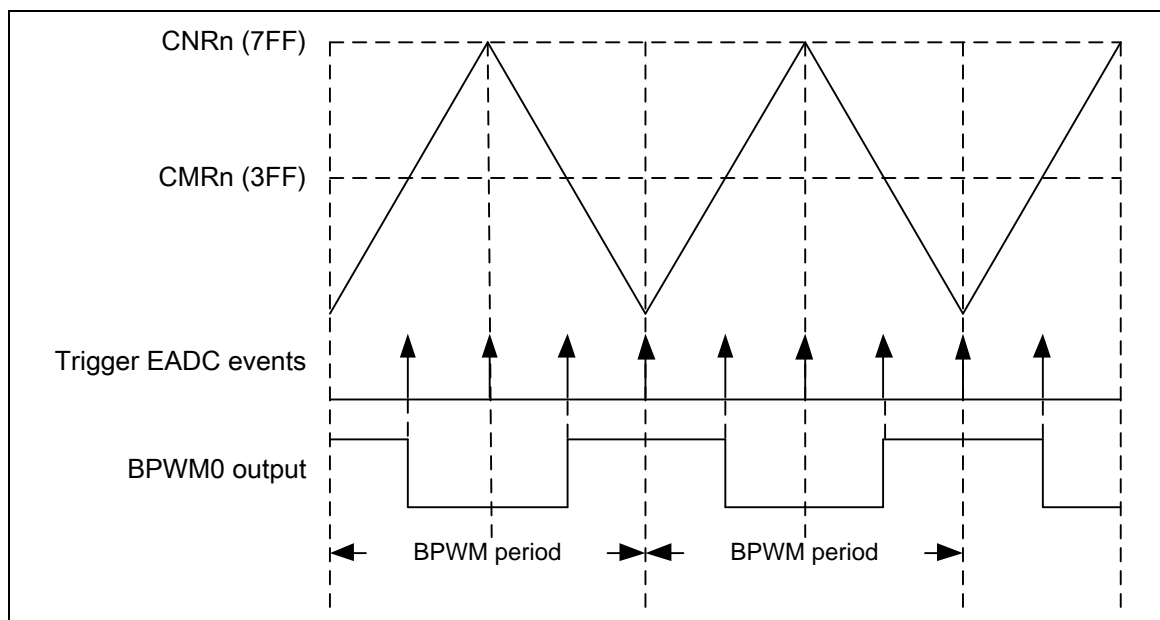 CNRn (7FF)
CMRn (3FF)
Trigger EADC events
BPWM0 output
BPWM period
BPWM period